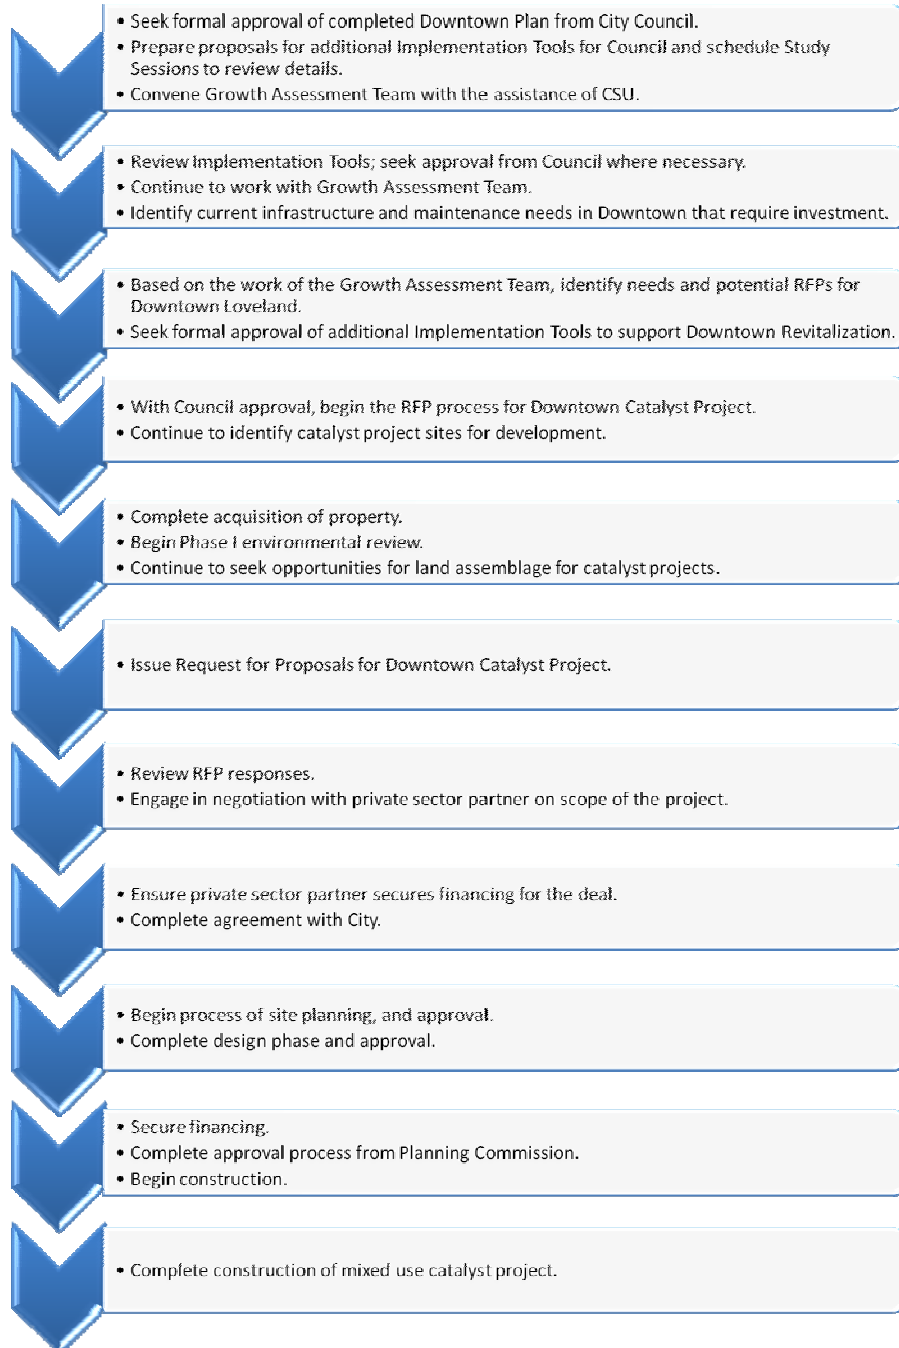 • Seek formal approval of completed Downtown Plan from City Council.
• Prepare proposals for additional Implementation Tools for Council and schedule Study
Sessions to review details.
• Convene Growth Assessment Team with the assistance of CSU.
• Review Implementation Tools; seek approval from Council where necessary.
• Continue to work with Growth Assessment Team.
• Identify current infrastructure and maintenance needs in Downtown that require investment.
• Based on the work of the Growth Assessment Team, identify needs and potential RFPs for
Downtown Loveland.
• Seek formal approval of additional Implementation Tools to support Downtown Revitalization.
• With Council approval, begin the RFP process for Downtown Catalyst Project.
• Continue to identify catalyst project sites for development.
• Complete acquisition of property.
• Begin Phase I environmental review.
• Continue to seek opportunities for land assemblage for catalyst projects.
• Issue Request for Proposals for Downtown Catalyst Project.
• Review RFP responses.
• Engage in negotiation with private sector partner on scope of the project.
• Ensure private sector partner secures financing for the deal.
• Complete agreement with City.
• Begin process of site planning, and approval.
• Complete design phase and approval.
• Secure financing.
• Complete approval process from Planning Commission.
• Begin construction.
• Complete construction of mixed use catalyst project.